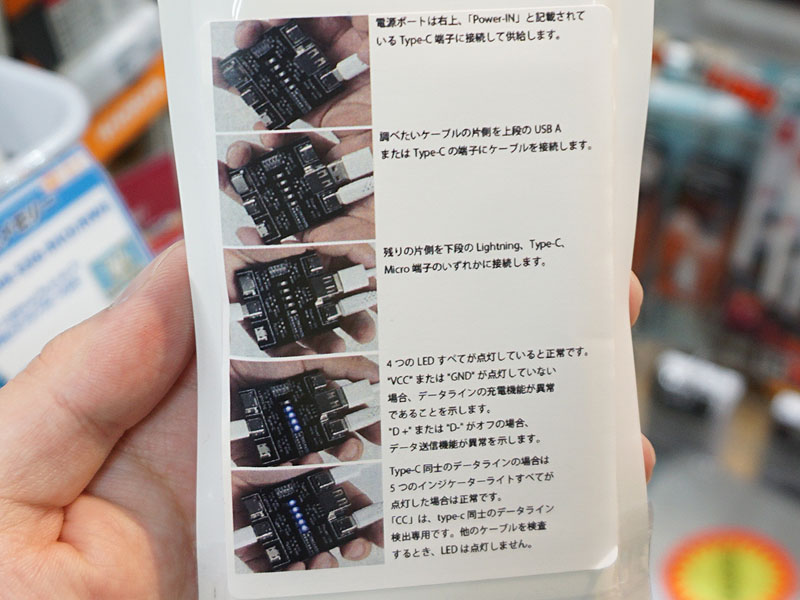 電源ポートは右上、「Power-IN」と記載されて
いる Type-C 端子に接続して供給します。
調べたいケーブルの片側を上段の USB A
または Type-C の端子にケーブルを接続します。
残りの片側を下段の Lightning、Type-C、
Micro 端子のいずれかに接続します。
4 つの LED すべてが点灯していると正常です。
"VCC" または "GND" が点灯していない
場合、データラインの充電機能が異常
であることを示します。
"D +" または "D-" がオフの場合、
データ送信機能が異常を示します。
Type-C 同士のデータラインの場合は
5 つのインジケーターライトすべてが
点灯した場合は正常です。
「CC」は、type-c 同士のデータライン
検出専用です。他のケーブルを検査
するとき、LED は点灯しません。
メモリー